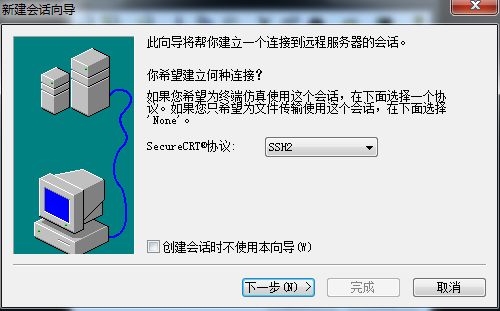 新建会话向导
此向导将帮你建立一个连接到远程服务器的会话。
你希望建立何种连接？
如果您希望为终端仿真使用这个会话，在下面选择一个协
议。如果您只希望为文件传输使用这个会话，在下面选择
'None'。
SecureCRT®协议:
SSH2
创建会话时不使用本向导(W)
下一步(N) >
完成
取消